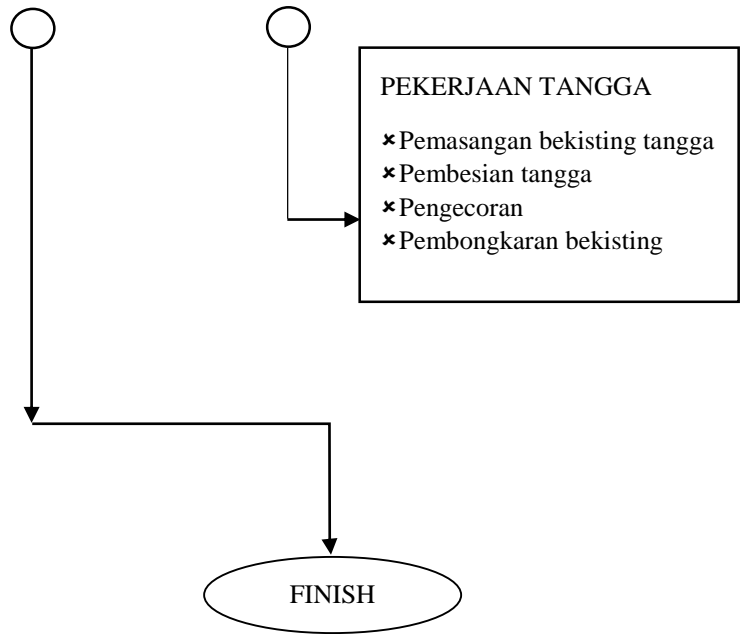 PEKERJAAN TANGGA
×Pemasangan bekisting tangga
×Pembesian tangga
×Pengecoran
×Pembongkaran bekisting
FINISH